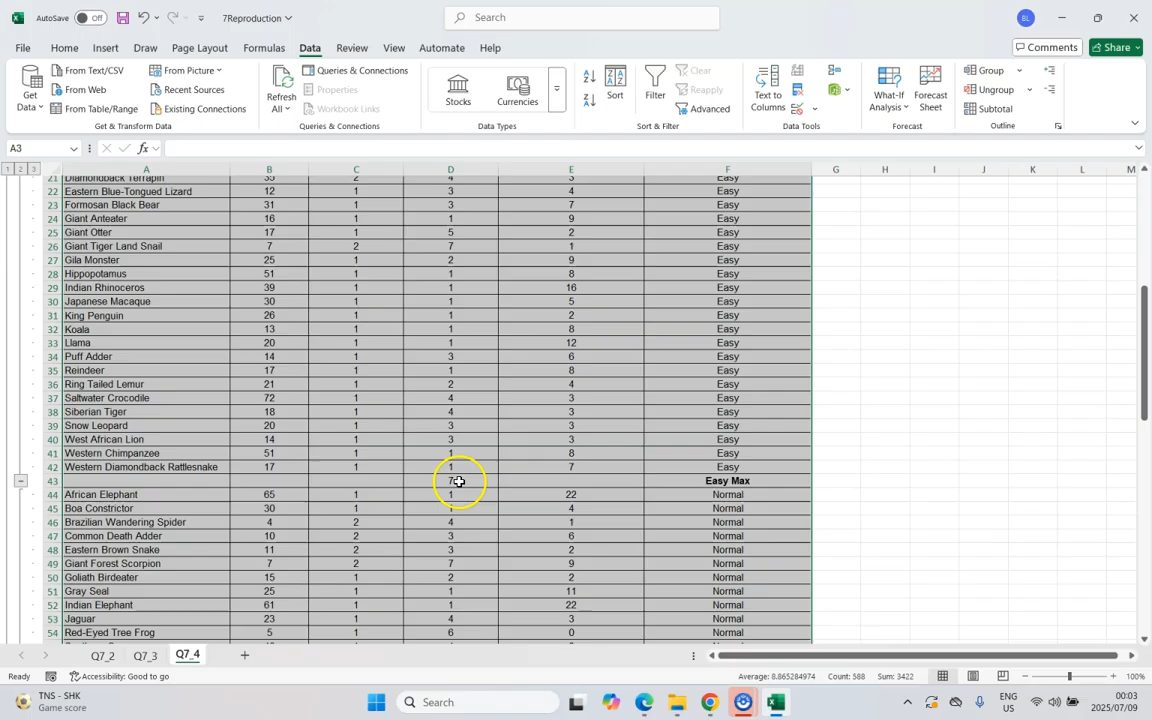 AutoSave Off 7Reproduction Search BL
File Home Insert Draw Page Layout Formulas Data Review View Automate Help Comments Share
Get Data From Text/CSV From Picture Refresh All Queries & Connections Stocks Currencies Sort Filter Clear Text to Columns What-If Analysis Forecast Sheet Group
From Web Recent Sources Properties Reapply Ungroup
From Table/Range Existing Connections Workbook Links Advanced Subtotal
Get & Transform Data Queries & Connections Data Types Sort & Filter Data Tools Forecast Outline
A3 fx
1 2 3 A B C D E F G H I J K L M
21 Diamondback Terrapin 35 2 4 3 Easy
22 Eastern Blue-Tongued Lizard 12 1 3 4 Easy
23 Formosan Black Bear 31 1 3 7 Easy
24 Giant Anteater 16 1 1 9 Easy
25 Giant Otter 17 1 5 2 Easy
26 Giant Tiger Land Snail 7 2 7 1 Easy
27 Gila Monster 25 1 2 9 Easy
28 Hippopotamus 51 1 1 8 Easy
29 Indian Rhinoceros 39 1 1 16 Easy
30 Japanese Macaque 30 1 1 5 Easy
31 King Penguin 26 1 1 2 Easy
32 Koala 13 1 1 8 Easy
33 Llama 20 1 1 12 Easy
34 Puff Adder 14 1 3 6 Easy
35 Reindeer 17 1 1 8 Easy
36 Ring Tailed Lemur 21 1 2 4 Easy
37 Saltwater Crocodile 72 1 4 3 Easy
38 Siberian Tiger 18 1 4 3 Easy
39 Snow Leopard 20 1 3 3 Easy
40 West African Lion 14 1 3 3 Easy
41 Western Chimpanzee 51 1 1 8 Easy
42 Western Diamondback Rattlesnake 17 1 1 7 Easy
43 7 Easy Max
44 African Elephant 65 1 1 22 Normal
45 Boa Constrictor 30 1 1 4 Normal
46 Brazilian Wandering Spider 4 2 4 1 Normal
47 Common Death Adder 10 2 3 6 Normal
48 Eastern Brown Snake 11 2 3 2 Normal
49 Giant Forest Scorpion 7 2 7 9 Normal
50 Goliath Birdeater 15 1 2 2 Normal
51 Gray Seal 25 1 1 11 Normal
52 Indian Elephant 61 1 1 22 Normal
53 Jaguar 23 1 4 3 Normal
54 Red-Eyed Tree Frog 5 1 6 0 Normal
Q7_2 Q7_3 Q7_4
Ready Accessibility: Good to go Average: 8.865284974 Count: 588 Sum: 3422 100%
TNS - SHK
Game score
Search
ENG
US
00:03
2025/07/09